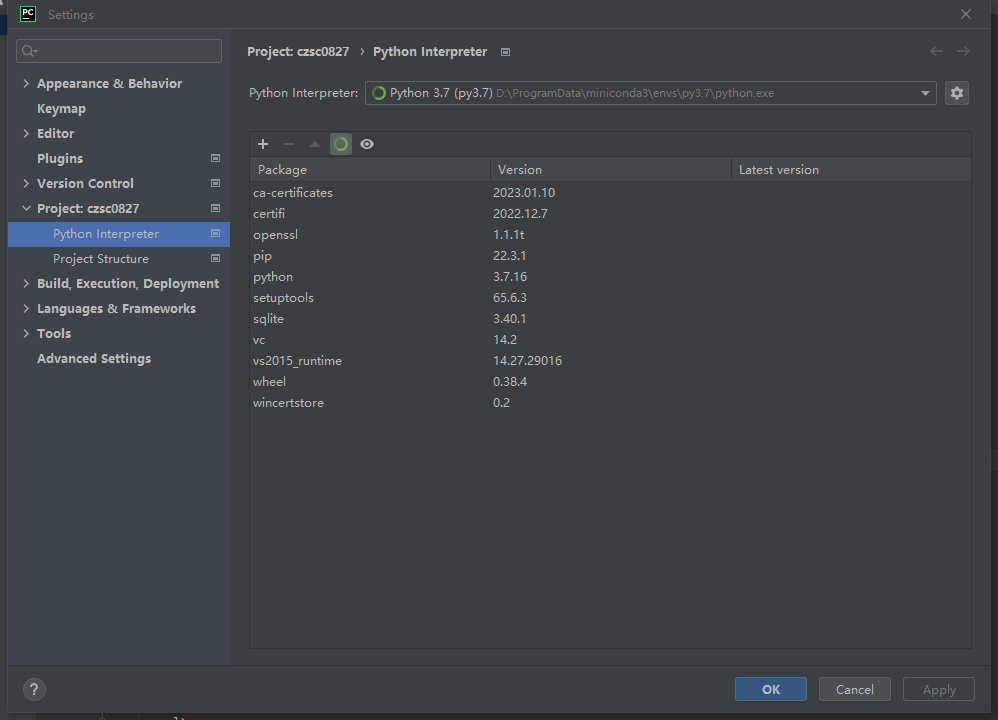 PC Settings
Project: czsc0827 › Python Interpreter
Appearance & Behavior
Keymap
Editor
Plugins
Version Control
Project: czsc0827
Python Interpreter
Project Structure
Build, Execution, Deployment
Languages & Frameworks
Tools
Advanced Settings
Python Interpreter: Python 3.7 (py3.7) D:\ProgramData\miniconda3\envs\py3.7\python.exe
Package Version Latest version
ca-certificates 2023.01.10
certifi 2022.12.7
openssl 1.1.1t
pip 22.3.1
python 3.7.16
setuptools 65.6.3
sqlite 3.40.1
vc 14.2
vs2015_runtime 14.27.29016
wheel 0.38.4
wincertstore 0.2
? OK Cancel Apply